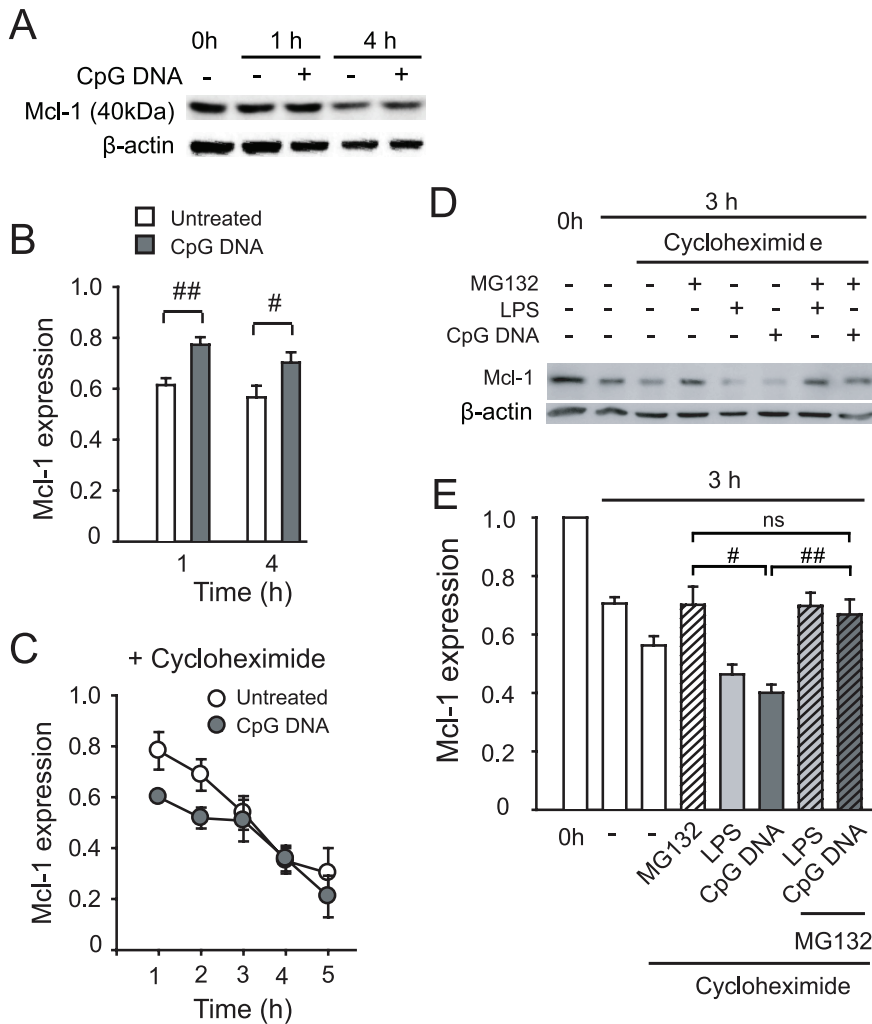 A
0h
1 h
4 h
CpG DNA
- - + - +
Mcl-1 (40kDa)
β-actin
B
Untreated
CpG DNA
Mcl-1 expression
1.0
0.8
0.6
0.4
0.2
0
##
#
1
4
Time (h)
C
+ Cycloheximide
Untreated
CpG DNA
Mcl-1 expression
1.0
0.8
0.6
0.4
0.2
0
1 2 3 4 5
Time (h)
D
0h
3 h
Cycloheximid e
MG132 - - - + - - + +
LPS - - - - + - + -
CpG DNA - - - - - + - +
Mcl-1
β-actin
E
3 h
Mcl-1 expression
1.0
0.8
0.6
0.4
0.2
0
ns
#
##
0h
-
-
MG132
LPS
CpG DNA
LPS
CpG DNA
MG132
Cycloheximide